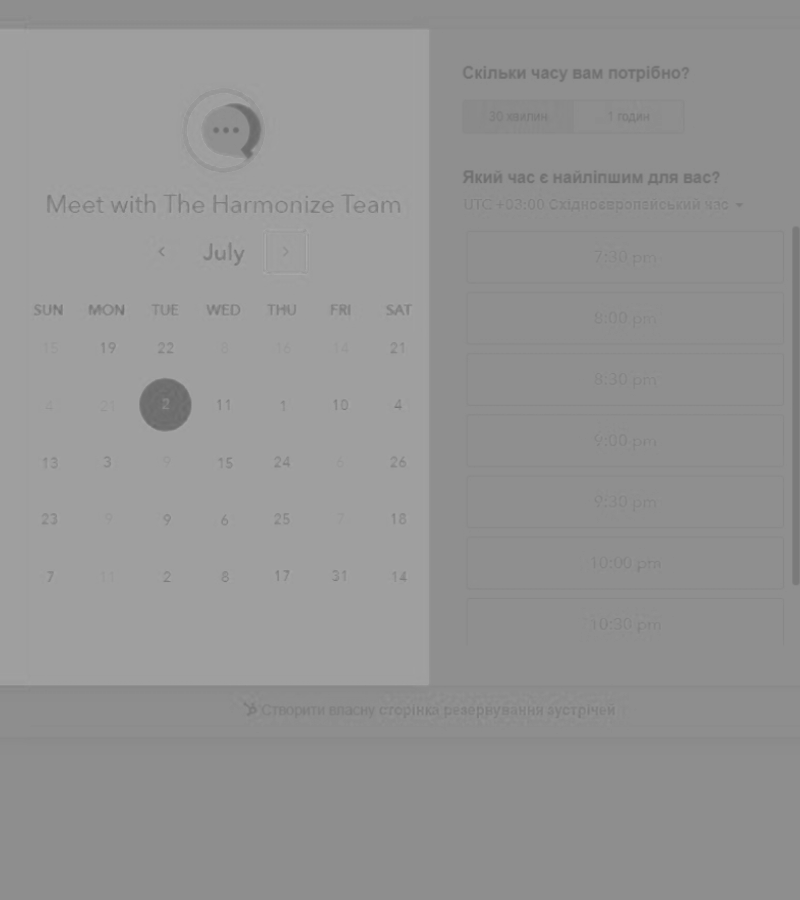 Meet with The Harmonize Team
July
SUN MON TUE WED THU FRI SAT
15 19 22 8 16 14 21
4 21 2 11 1 10 4
13 3 9 15 24 6 26
23 9 9 6 25 7 18
7 11 2 8 17 31 14
Скільки часу вам потрібно?
30 хвилин 1 годин
Який час є найліпшим для вас?
UTC +03:00 Східноєвропейський час
7:30 pm
8:00 pm
8:30 pm
9:00 pm
9:30 pm
10:00 pm
10:30 pm
Створити власну сторінка резервування зустрічей